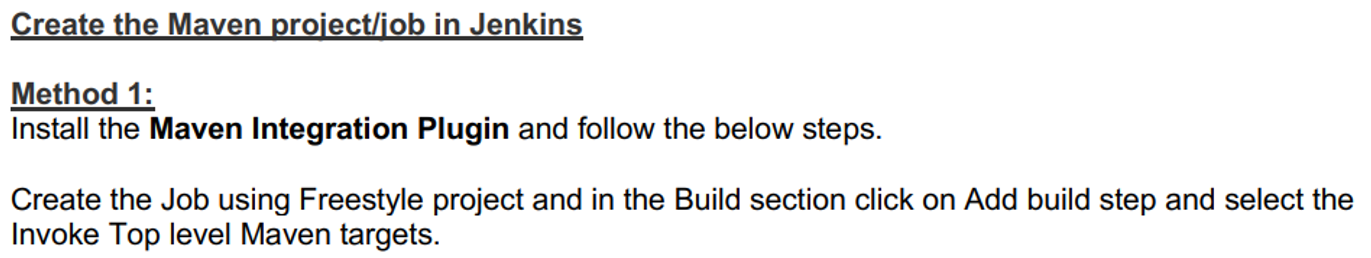 Create the Maven project/job in Jenkins
Method 1:
Install the Maven Integration Plugin and follow the below steps.
Create the Job using Freestyle project and in the Build section click on Add build step and select the
Invoke Top level Maven targets.